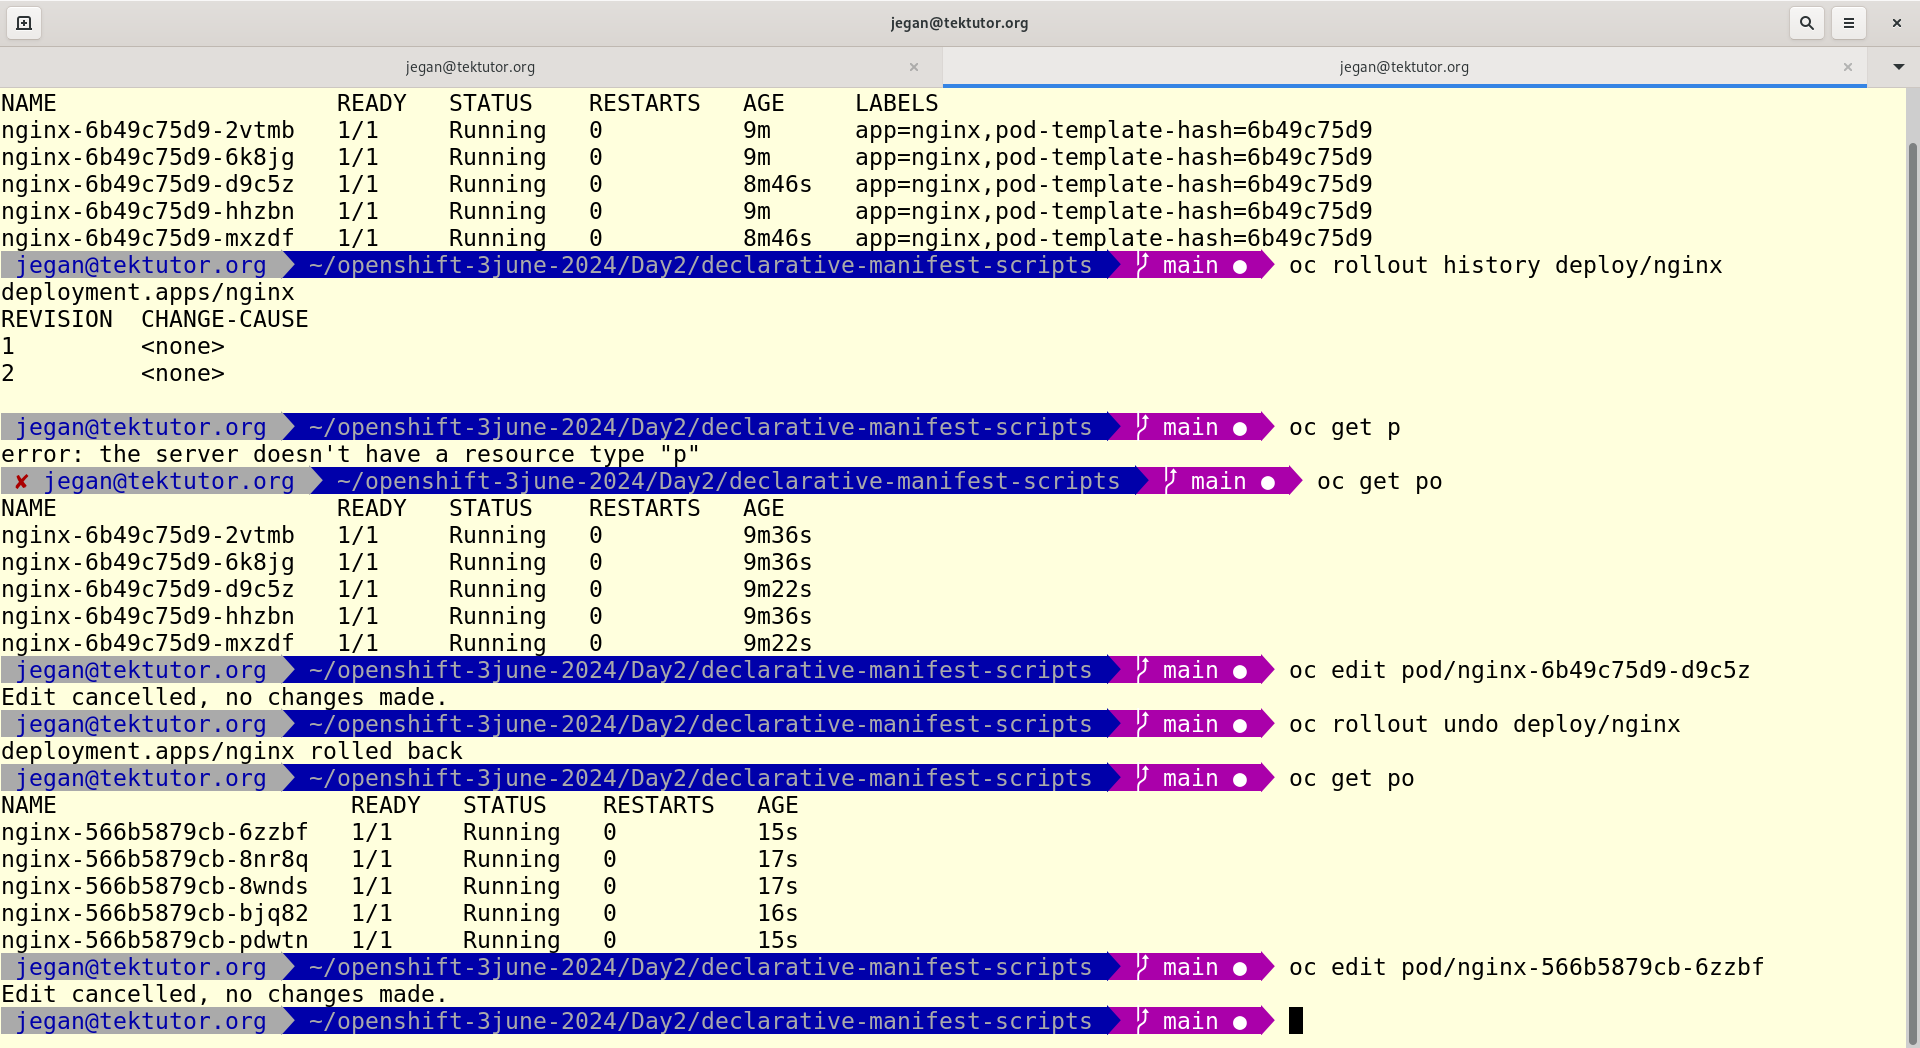 jegan@tektutor.org
jegan@tektutor.org jegan@tektutor.org
NAME READY STATUS RESTARTS AGE LABELS
nginx-6b49c75d9-2vtmb 1/1 Running 0 9m app=nginx,pod-template-hash=6b49c75d9
nginx-6b49c75d9-6k8jg 1/1 Running 0 9m app=nginx,pod-template-hash=6b49c75d9
nginx-6b49c75d9-d9c5z 1/1 Running 0 8m46s app=nginx,pod-template-hash=6b49c75d9
nginx-6b49c75d9-hhzbn 1/1 Running 0 9m app=nginx,pod-template-hash=6b49c75d9
nginx-6b49c75d9-mxzdf 1/1 Running 0 8m46s app=nginx,pod-template-hash=6b49c75d9
jegan@tektutor.org ~/openshift-3june-2024/Day2/declarative-manifest-scripts main ● oc rollout history deploy/nginx
deployment.apps/nginx
REVISION CHANGE-CAUSE
1 <none>
2 <none>
jegan@tektutor.org ~/openshift-3june-2024/Day2/declarative-manifest-scripts main ● oc get p
error: the server doesn't have a resource type "p"
✘ jegan@tektutor.org ~/openshift-3june-2024/Day2/declarative-manifest-scripts main ● oc get po
NAME READY STATUS RESTARTS AGE
nginx-6b49c75d9-2vtmb 1/1 Running 0 9m36s
nginx-6b49c75d9-6k8jg 1/1 Running 0 9m36s
nginx-6b49c75d9-d9c5z 1/1 Running 0 9m22s
nginx-6b49c75d9-hhzbn 1/1 Running 0 9m36s
nginx-6b49c75d9-mxzdf 1/1 Running 0 9m22s
jegan@tektutor.org ~/openshift-3june-2024/Day2/declarative-manifest-scripts main ● oc edit pod/nginx-6b49c75d9-d9c5z
Edit cancelled, no changes made.
jegan@tektutor.org ~/openshift-3june-2024/Day2/declarative-manifest-scripts main ● oc rollout undo deploy/nginx
deployment.apps/nginx rolled back
jegan@tektutor.org ~/openshift-3june-2024/Day2/declarative-manifest-scripts main ● oc get po
NAME READY STATUS RESTARTS AGE
nginx-566b5879cb-6zzbf 1/1 Running 0 15s
nginx-566b5879cb-8nr8q 1/1 Running 0 17s
nginx-566b5879cb-8wnds 1/1 Running 0 17s
nginx-566b5879cb-bjq82 1/1 Running 0 16s
nginx-566b5879cb-pdwtn 1/1 Running 0 15s
jegan@tektutor.org ~/openshift-3june-2024/Day2/declarative-manifest-scripts main ● oc edit pod/nginx-566b5879cb-6zzbf
Edit cancelled, no changes made.
jegan@tektutor.org ~/openshift-3june-2024/Day2/declarative-manifest-scripts main ●